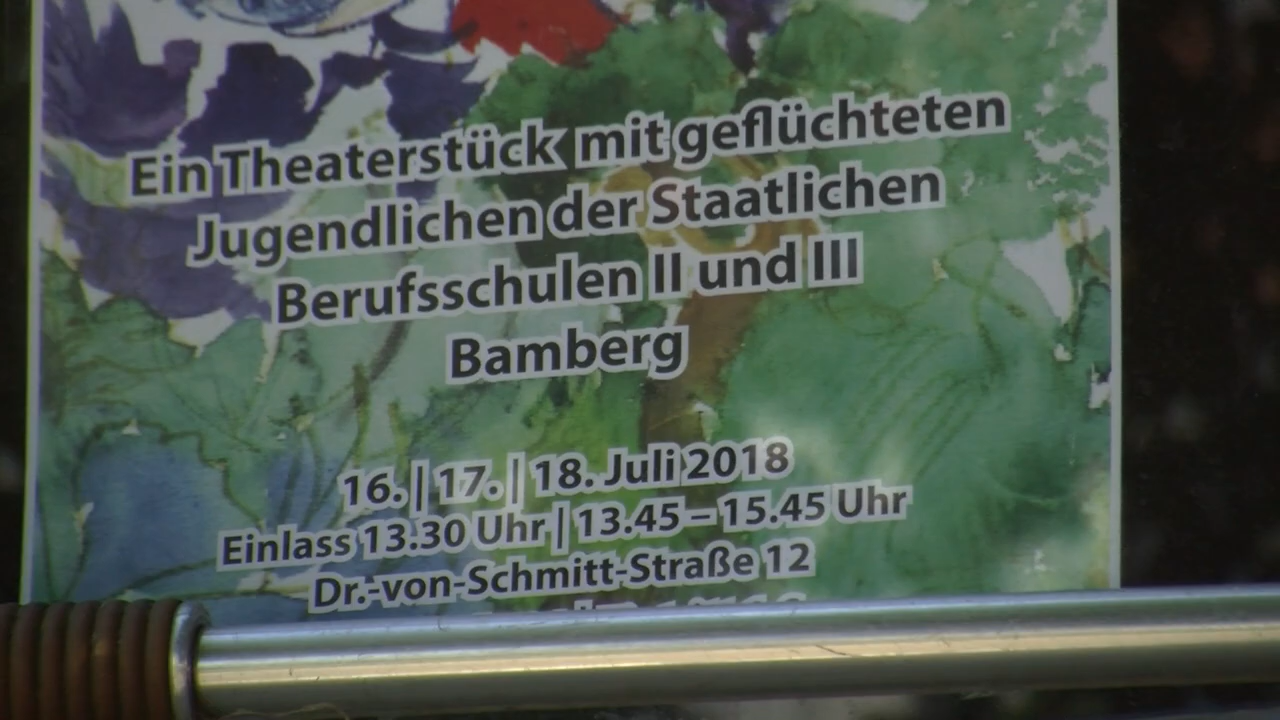 Ein Theaterstück mit geflüchteten
Jugendlichen der Staatlichen
Berufsschulen II und III
Bamberg
16. | 17. | 18. Juli 2018
Einlass 13.30 Uhr | 13.45 – 15.45 Uhr
Dr.-von-Schmitt-Straße 12